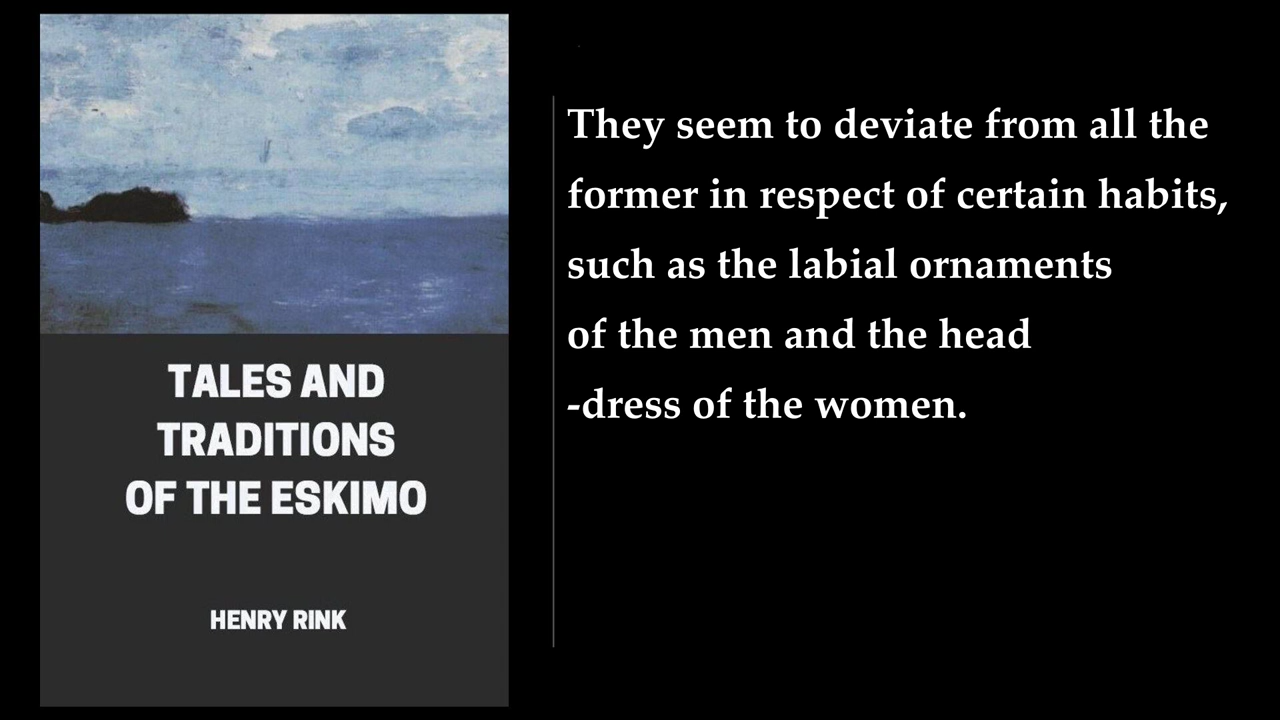 TALES AND
TRADITIONS
OF THE ESKIMO
HENRY RINK
They seem to deviate from all the
former in respect of certain habits,
such as the labial ornaments
of the men and the head
-dress of the women.